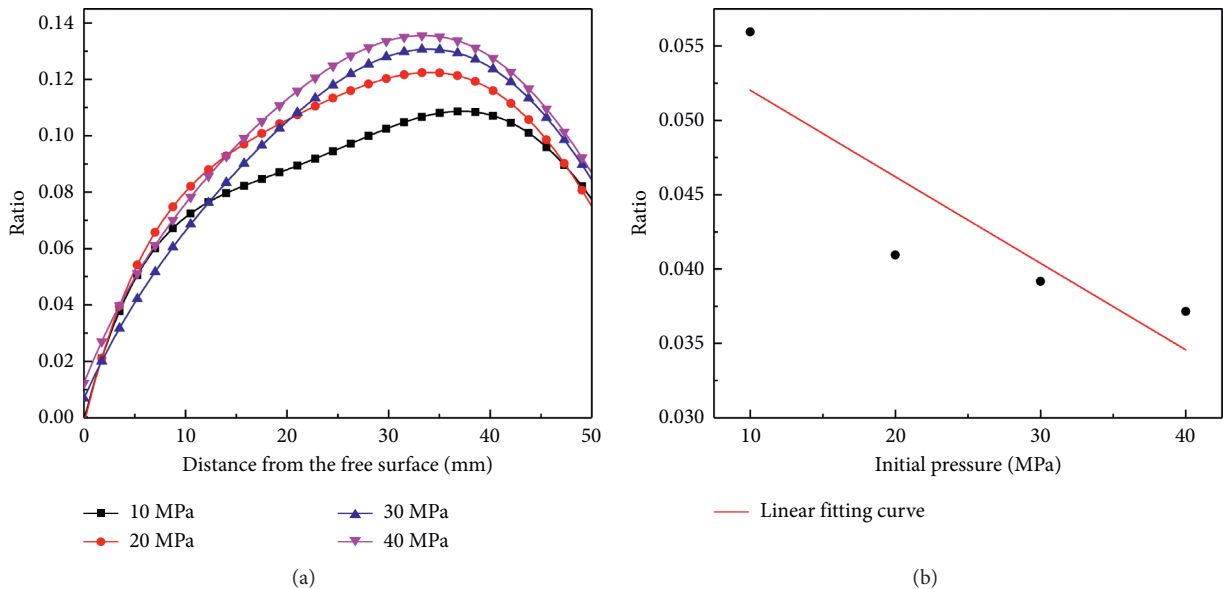 0.14
0.12
0.10
0.08
0.06
0.04
0.02
0.00
Ratio
0 10 20 30 40 50
Distance from the free surface (mm)
10 MPa
20 MPa
30 MPa
40 MPa
(a)
0.055
0.050
0.045
0.040
0.035
0.030
Ratio
10 20 30 40
Initial pressure (MPa)
Linear fitting curve
(b)